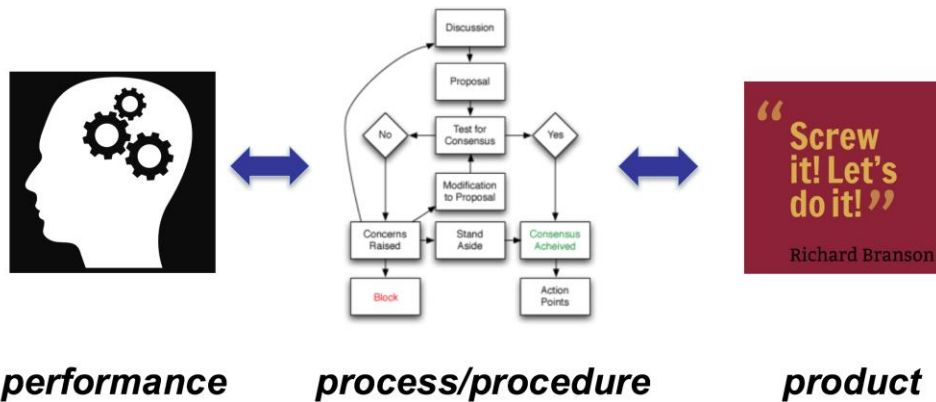 Discussion
Proposal
No
Test for
Consensus
Yes
Modification
to Proposal
Concerns
Raised
Stand
Aside
Consensus
Acheived
Block
Action
Points
“ Screw
it! Let’s
do it! ”
Richard Branson
performance
process/procedure
product